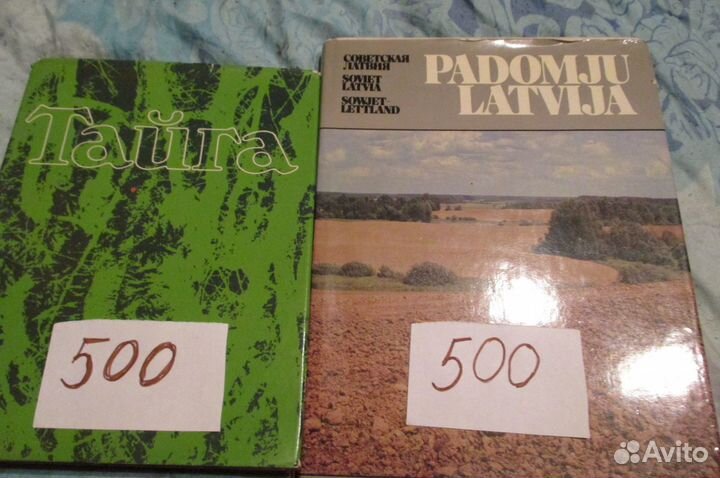 Тайга
500
СОВЕТСКАЯ
ЛАТВИЯ
SOVIET
LATVIA
SOWJET-
LETTLAND
PADOMJU
LATVIJA
500
Avito